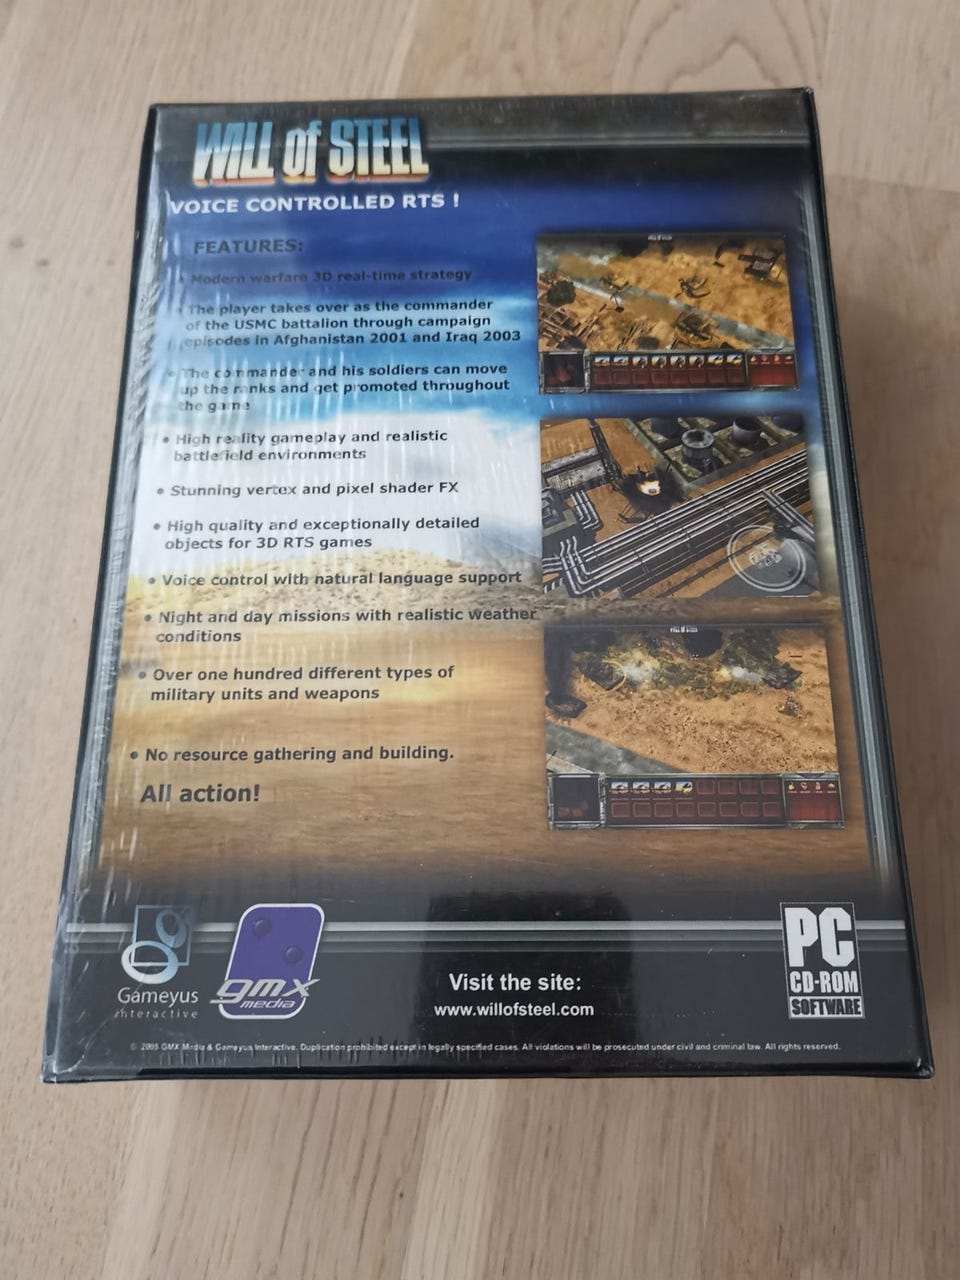 WILL of STEEL
VOICE CONTROLLED RTS !
FEATURES:
• Modern warfare 3D real-time strategy
• The player takes over as the commander
of the USMC battalion through campaign
episodes in Afghanistan 2001 and Iraq 2003
• The commander and his soldiers can move
up the ranks and get promoted throughout
the game
• High reality gameplay and realistic
battlefield environments
• Stunning vertex and pixel shader FX
• High quality and exceptionally detailed
objects for 3D RTS games
• Voice control with natural language support
• Night and day missions with realistic weather
conditions
• Over one hundred different types of
military units and weapons
• No resource gathering and building.
All action!
Gameyus
interactive
gmx
media
Visit the site:
www.willofsteel.com
PC
CD-ROM
SOFTWARE
© 2005 GMX Media & Gameyus Interactive. Duplication prohibited except in legally specified cases. All violations will be prosecuted under civil and criminal law. All rights reserved.